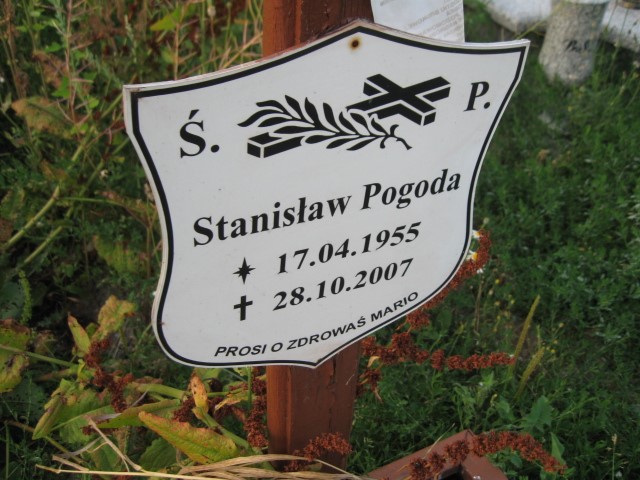 Ś. P.
Stanisław Pogoda
17.04.1955
28.10.2007
PROSI O ZDROWAŚ MARIO